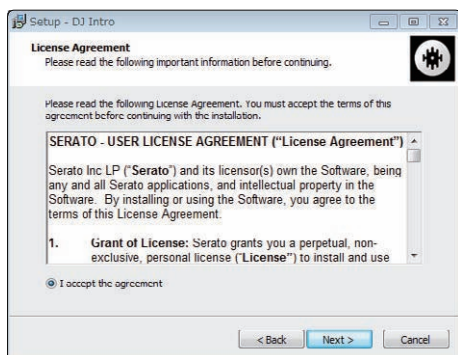 Setup - DJ Intro
License Agreement
Please read the following important information before continuing.
Please read the following License Agreement. You must accept the terms of this
agreement before continuing with the installation.
SERATO - USER LICENSE AGREEMENT ("License Agreement")
Serato Inc LP ("Serato") and its licensor(s) own the Software, being
any and all Serato applications, and intellectual property in the
Software. By installing or using the Software, you agree to the
terms of this License Agreement.
1. Grant of License: Serato grants you a perpetual, non-
exclusive, personal license ("License") to install and use
I accept the agreement
< Back Next > Cancel